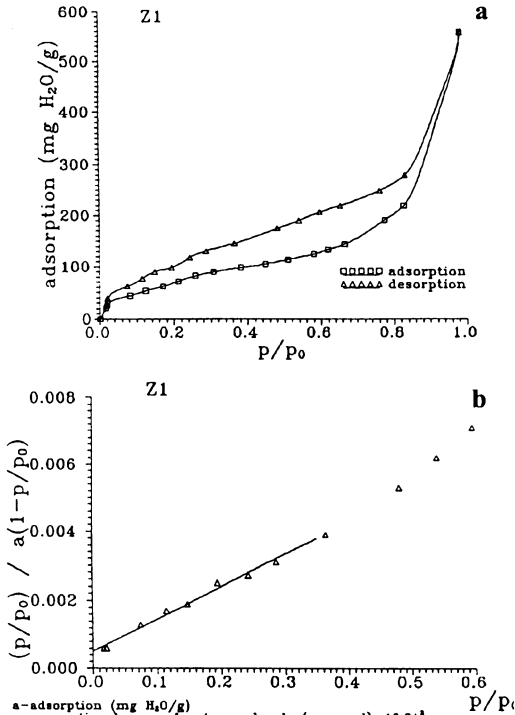 Z1
a
adsorption (mg H₂O/g)
600
500
400
300
200
100
0
0.0 0.2 0.4 0.6 0.8 1.0
p/p₀
adsorption
desorption
Z1
b
(p/p₀) / a(1-p/p₀)
0.008
0.006
0.004
0.002
0.000
0.0 0.1 0.2 0.3 0.4 0.5 0.6
p/p₀
a-adsorption (mg H₂O/g)